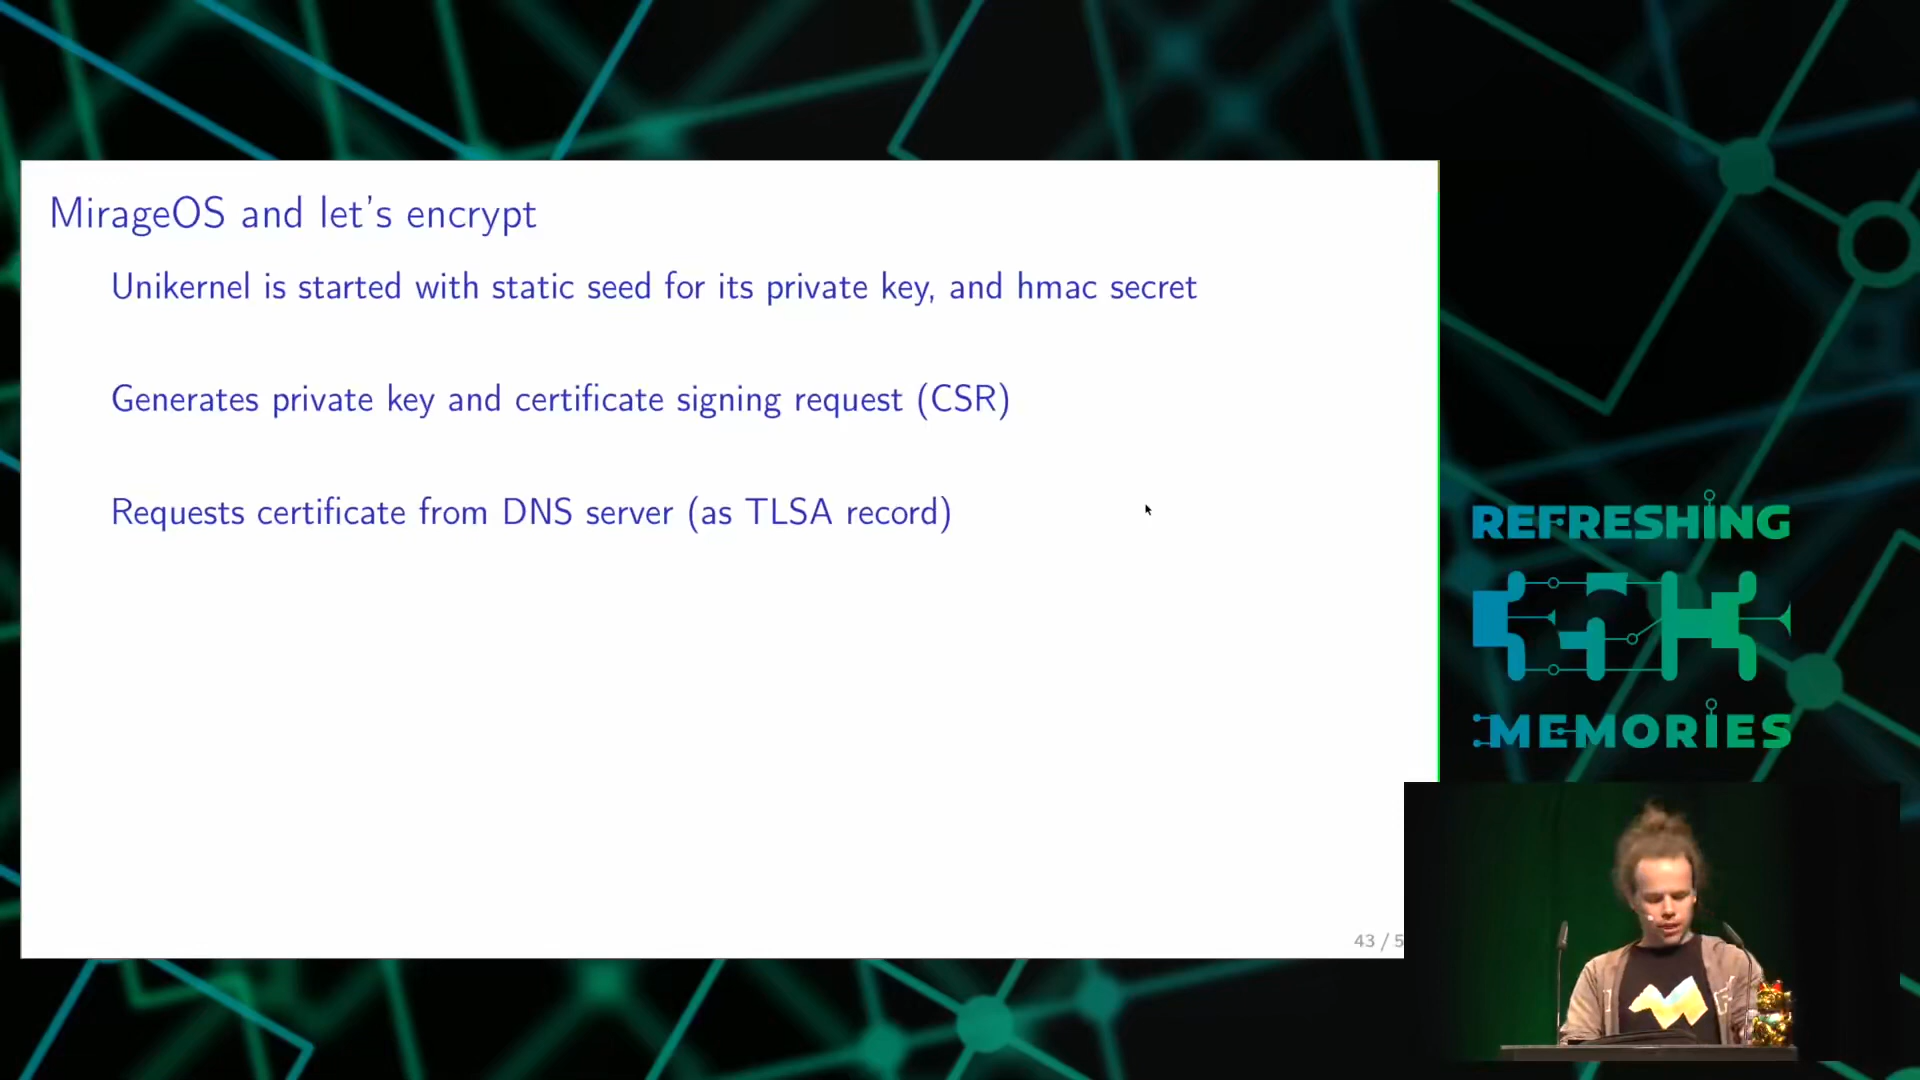 MirageOS and let's encrypt
Unikernel is started with static seed for its private key, and hmac secret
Generates private key and certificate signing request (CSR)
Requests certificate from DNS server (as TLSA record)
43 / 5
REFRESHING
MEMORIES